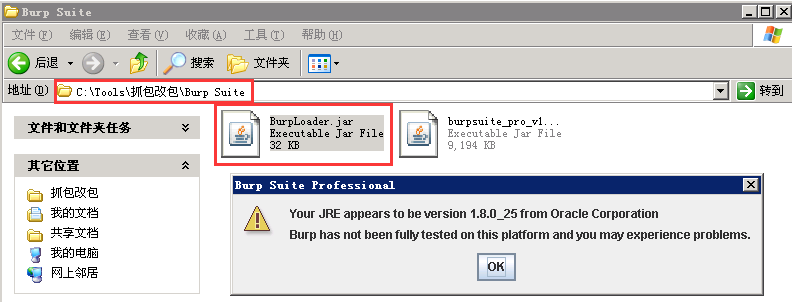 Burp Suite
文件(F) 编辑(E) 查看(V) 收藏(A) 工具(T) 帮助(H)
后退 搜索 文件夹
地址(D) C:\Tools\抓包改包\Burp Suite 转到
文件和文件夹任务
其它位置
抓包改包
我的文档
共享文档
我的电脑
网上邻居
BurpLoader.jar
Executable Jar File
32 KB
burpsuite_pro_v1...
Executable Jar File
9,194 KB
Burp Suite Professional
Your JRE appears to be version 1.8.0_25 from Oracle Corporation
Burp has not been fully tested on this platform and you may experience problems.
OK